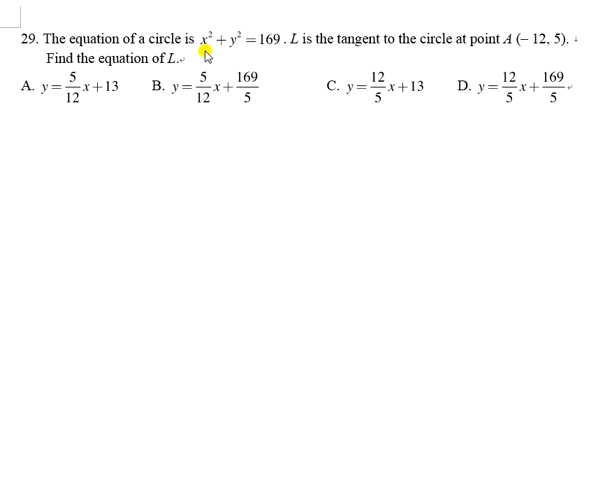 29. The equation of a circle is x² + y² = 169 . L is the tangent to the circle at point A (− 12, 5).
Find the equation of L.
A. y = 5/12 x + 13 B. y = 5/12 x + 169/5 C. y = 12/5 x + 13 D. y = 12/5 x + 169/5